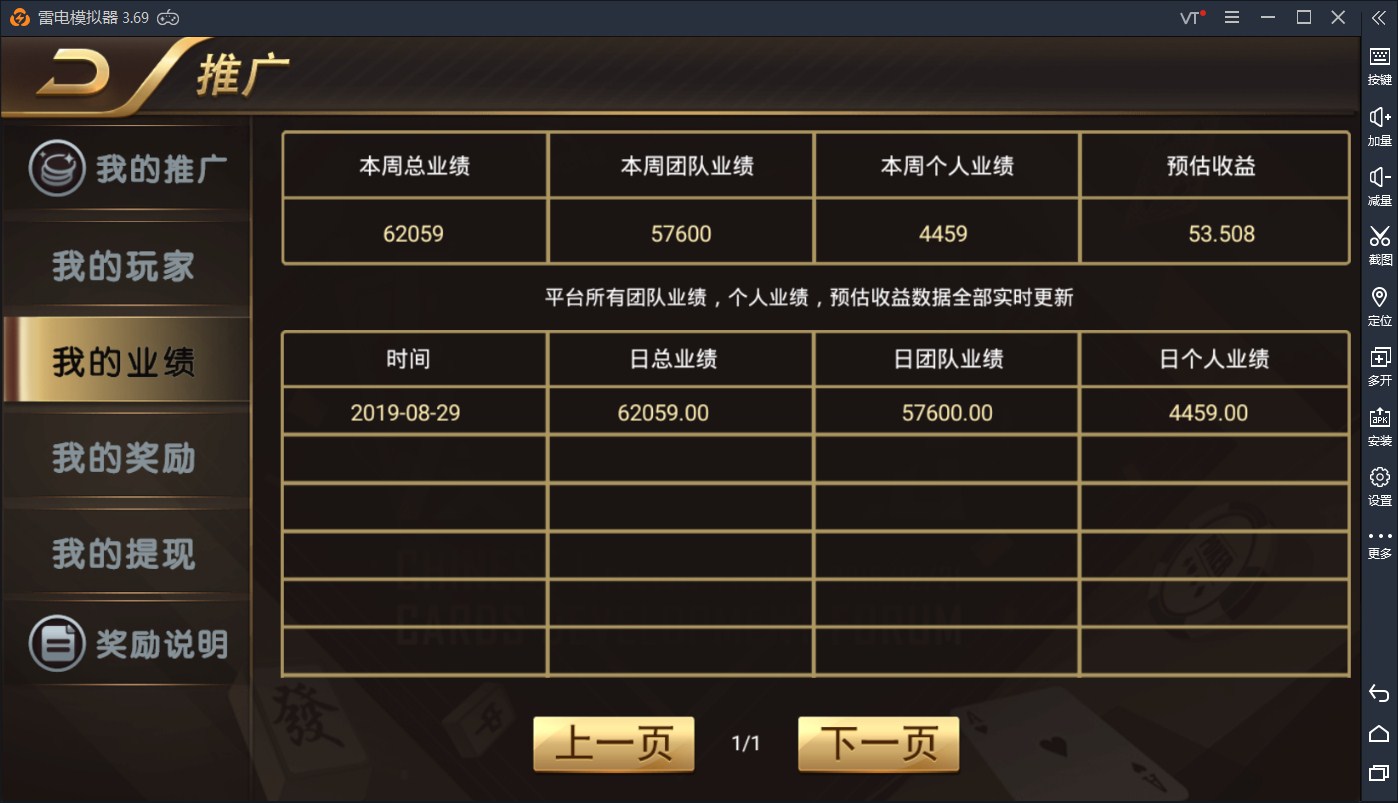 雷电模拟器 3.69
VT
推广
按键
加量
减量
截图
定位
多开
安装
设置
更多
我的推广
我的玩家
我的业绩
我的奖励
我的提现
奖励说明
本周总业绩 本周团队业绩 本周个人业绩 预估收益
62059 57600 4459 53.508
平台所有团队业绩，个人业绩，预估收益数据全部实时更新
时间 日总业绩 日团队业绩 日个人业绩
2019-08-29 62059.00 57600.00 4459.00
發
上一页 1/1 下一页